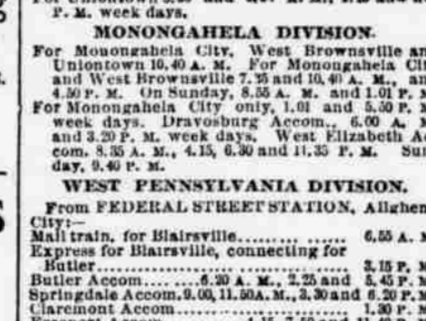 P. M. week days.
MONONGAHELA DIVISION.
For Monongahela City, West Brownsville an
Uniontown 10.40 A. M. For Monongahela Cit
and West Brownsville 7.35 and 10.40 A. M., an
4.50 P. M. On Sunday, 8.55 A. M. and 1.01 P. M
For Monongahela City only, 1.01 and 5.50 P. M
week days. Dravosburg Accom., 6.00 A. M
and 3.20 P. M. week days. West Elizabeth Ac
com. 8.35 A. M., 4.15, 6.30 and 11.35 P. M. Sun
day, 9.40 P. M.
WEST PENNSYLVANIA DIVISION.
From FEDERAL STREET STATION, Allghen
City:—
Mail train, for Blairsville.......... ...... 6.55 A. M
Express for Blairsville, connecting for
Butler.......................... ...... 3.15 P. M
Butler Accom.....6.20 A. M., 2.25 and 5.45 P. M
Springdale Accom.9.00, 11.50 A. M., 3.30 and 6.20 P. M
Claremont Accom...................... 1.30 P. M